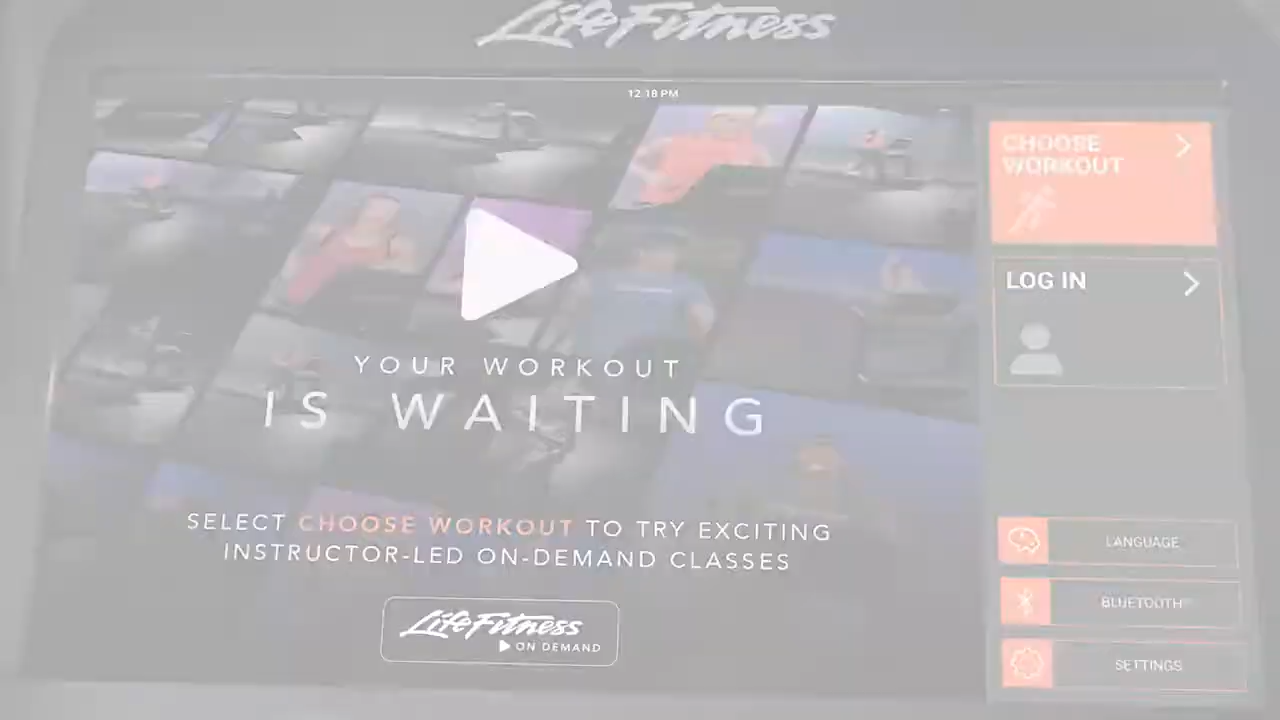 LifeFitness
12:18 PM
CHOOSE
WORKOUT
LOG IN
YOUR WORKOUT
IS WAITING
SELECT CHOOSE WORKOUT TO TRY EXCITING
INSTRUCTOR-LED ON-DEMAND CLASSES
LifeFitness
ON DEMAND
LANGUAGE
BLUETOOTH®
SETTINGS